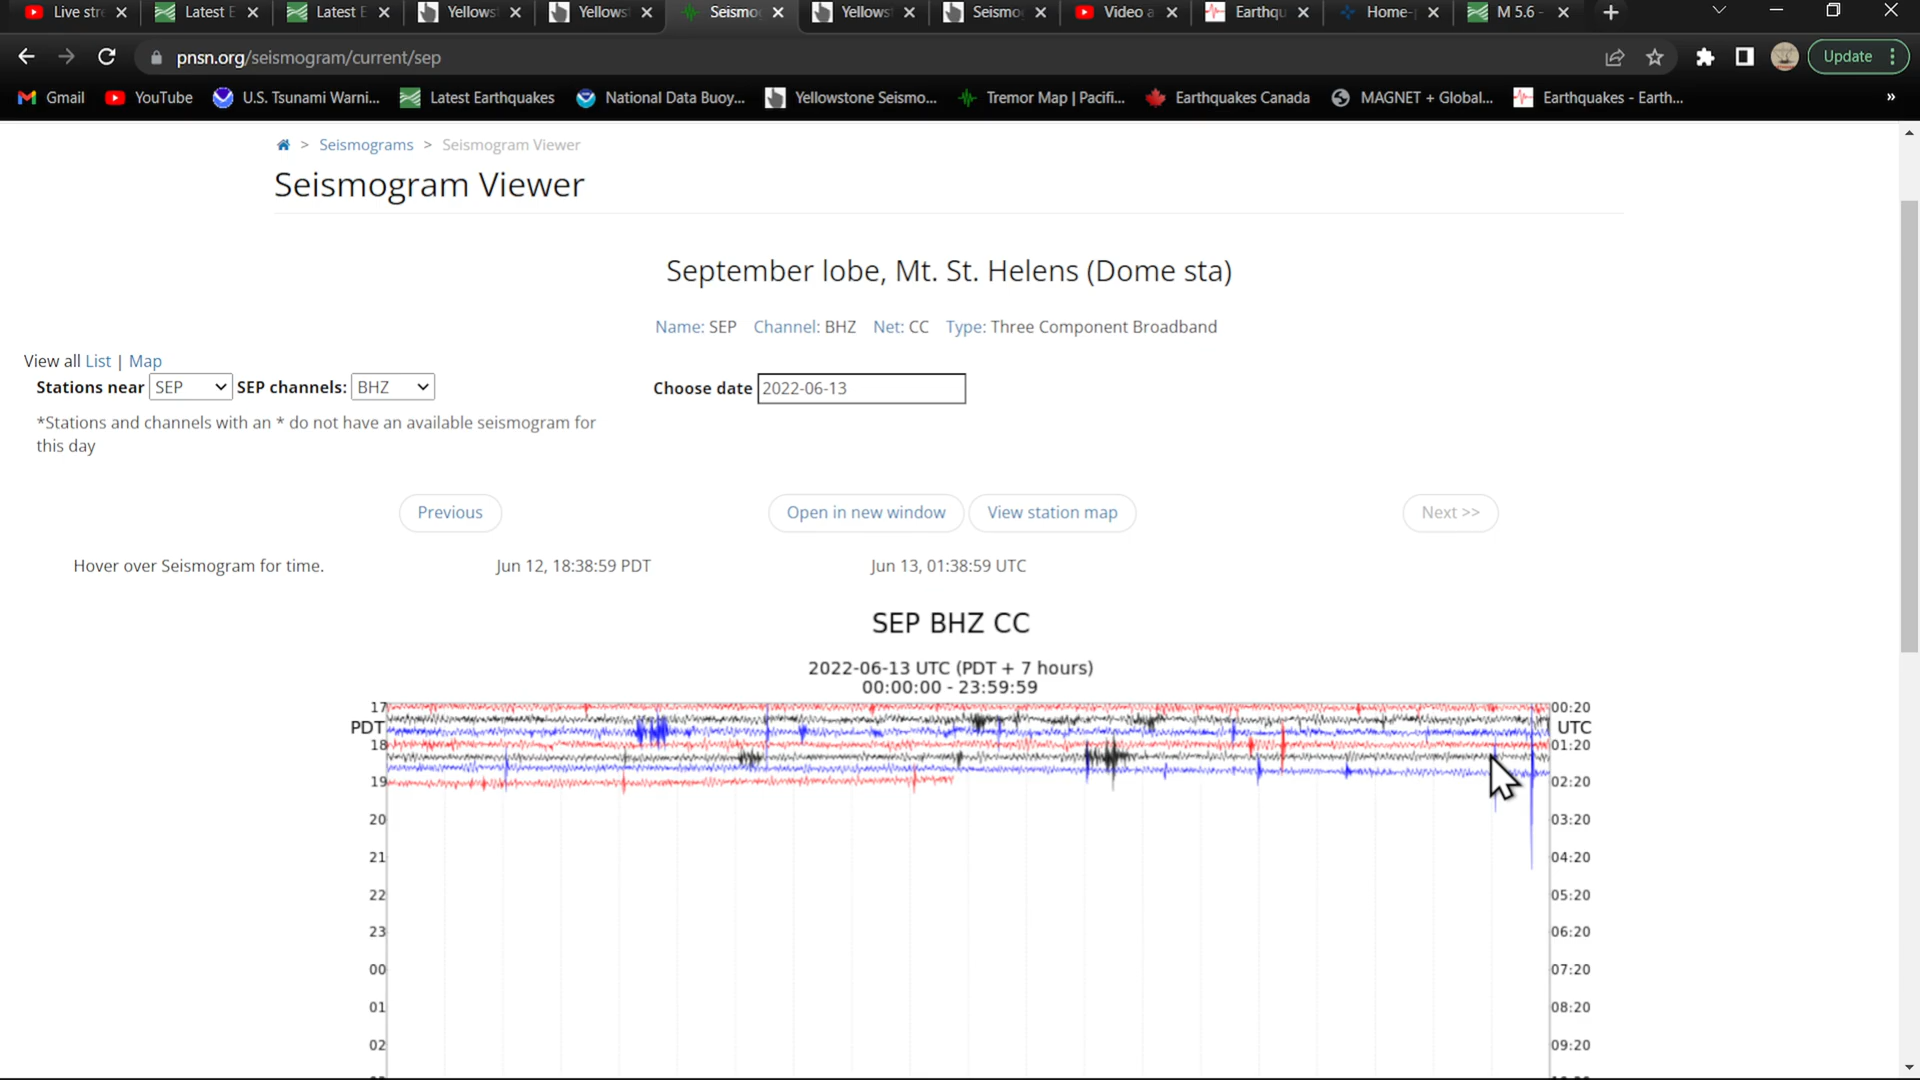 Live str
Latest E
Latest E
Yellows
Yellows
Seismo
Yellows
Seismo
Video a
Earthqu
Home-
M 5.6 -
pnsn.org/seismogram/current/sep
Update
Gmail
YouTube
U.S. Tsunami Warni...
Latest Earthquakes
National Data Buoy...
Yellowstone Seismo...
Tremor Map | Pacifi...
Earthquakes Canada
MAGNET + Global...
Earthquakes - Earth...
»
> Seismograms > Seismogram Viewer
Seismogram Viewer
September lobe, Mt. St. Helens (Dome sta)
Name: SEP Channel: BHZ Net: CC Type: Three Component Broadband
View all List | Map
Stations near SEP SEP channels: BHZ
Choose date 2022-06-13
*Stations and channels with an * do not have an available seismogram for
this day
Previous
Open in new window
View station map
Next >>
Hover over Seismogram for time.
Jun 12, 18:38:59 PDT
Jun 13, 01:38:59 UTC
SEP BHZ CC
2022-06-13 UTC (PDT + 7 hours)
00:00:00 - 23:59:59
17 00:20
PDT UTC
18 01:20
19 02:20
20 03:20
21 04:20
22 05:20
23 06:20
00 07:20
01 08:20
02 09:20